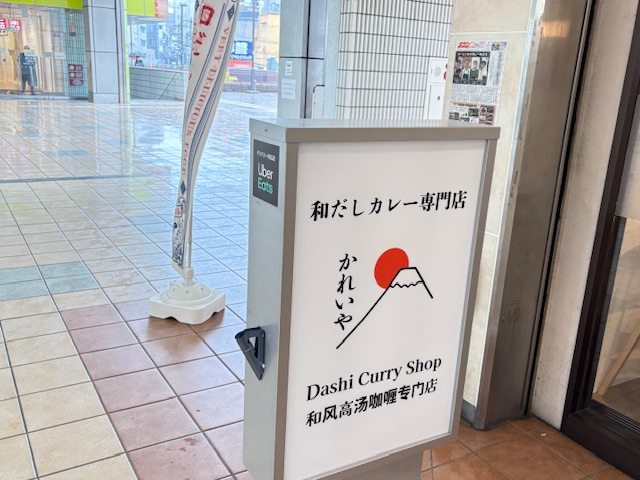 Uber
Eats
和だしカレー専門店
かれいや
Dashi Curry Shop
和风高汤咖喱专门店